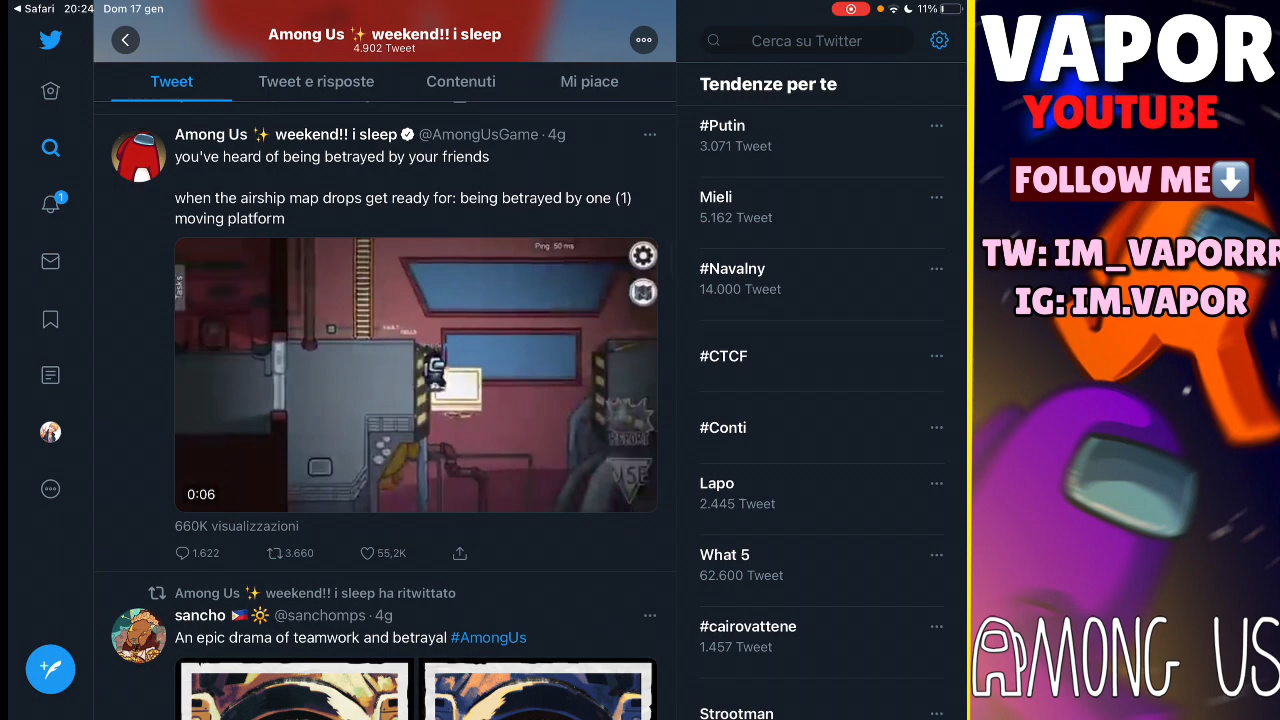 Safari 20:24 Dom 17 gen
11%
Among Us ✨ weekend!! i sleep
4.902 Tweet
Tweet
Tweet e risposte
Contenuti
Mi piace
Among Us ✨ weekend!! i sleep @AmongUsGame · 4g
you've heard of being betrayed by your friends
when the airship map drops get ready for: being betrayed by one (1)
moving platform
Ping: 50 ms
Tasks
REPORT
USE
0:06
660K visualizzazioni
1.622
3.660
55,2K
Among Us ✨ weekend!! i sleep ha ritwittato
sancho 🇵🇭🔆 @sanchomps · 4g
An epic drama of teamwork and betrayal #AmongUs
1
Cerca su Twitter
Tendenze per te
#Putin
3.071 Tweet
Mieli
5.162 Tweet
#Navalny
14.000 Tweet
#CTCF
#Conti
Lapo
2.445 Tweet
What 5
62.600 Tweet
#cairovattene
1.457 Tweet
Strootman
VAPOR
YOUTUBE
FOLLOW ME⬇️
TW: IM_VAPORRR
IG: IM.VAPOR
AMONG US